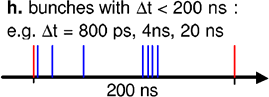 h. bunches with Δt < 200 ns :
e.g. Δt = 800 ps, 4ns, 20 ns
200 ns